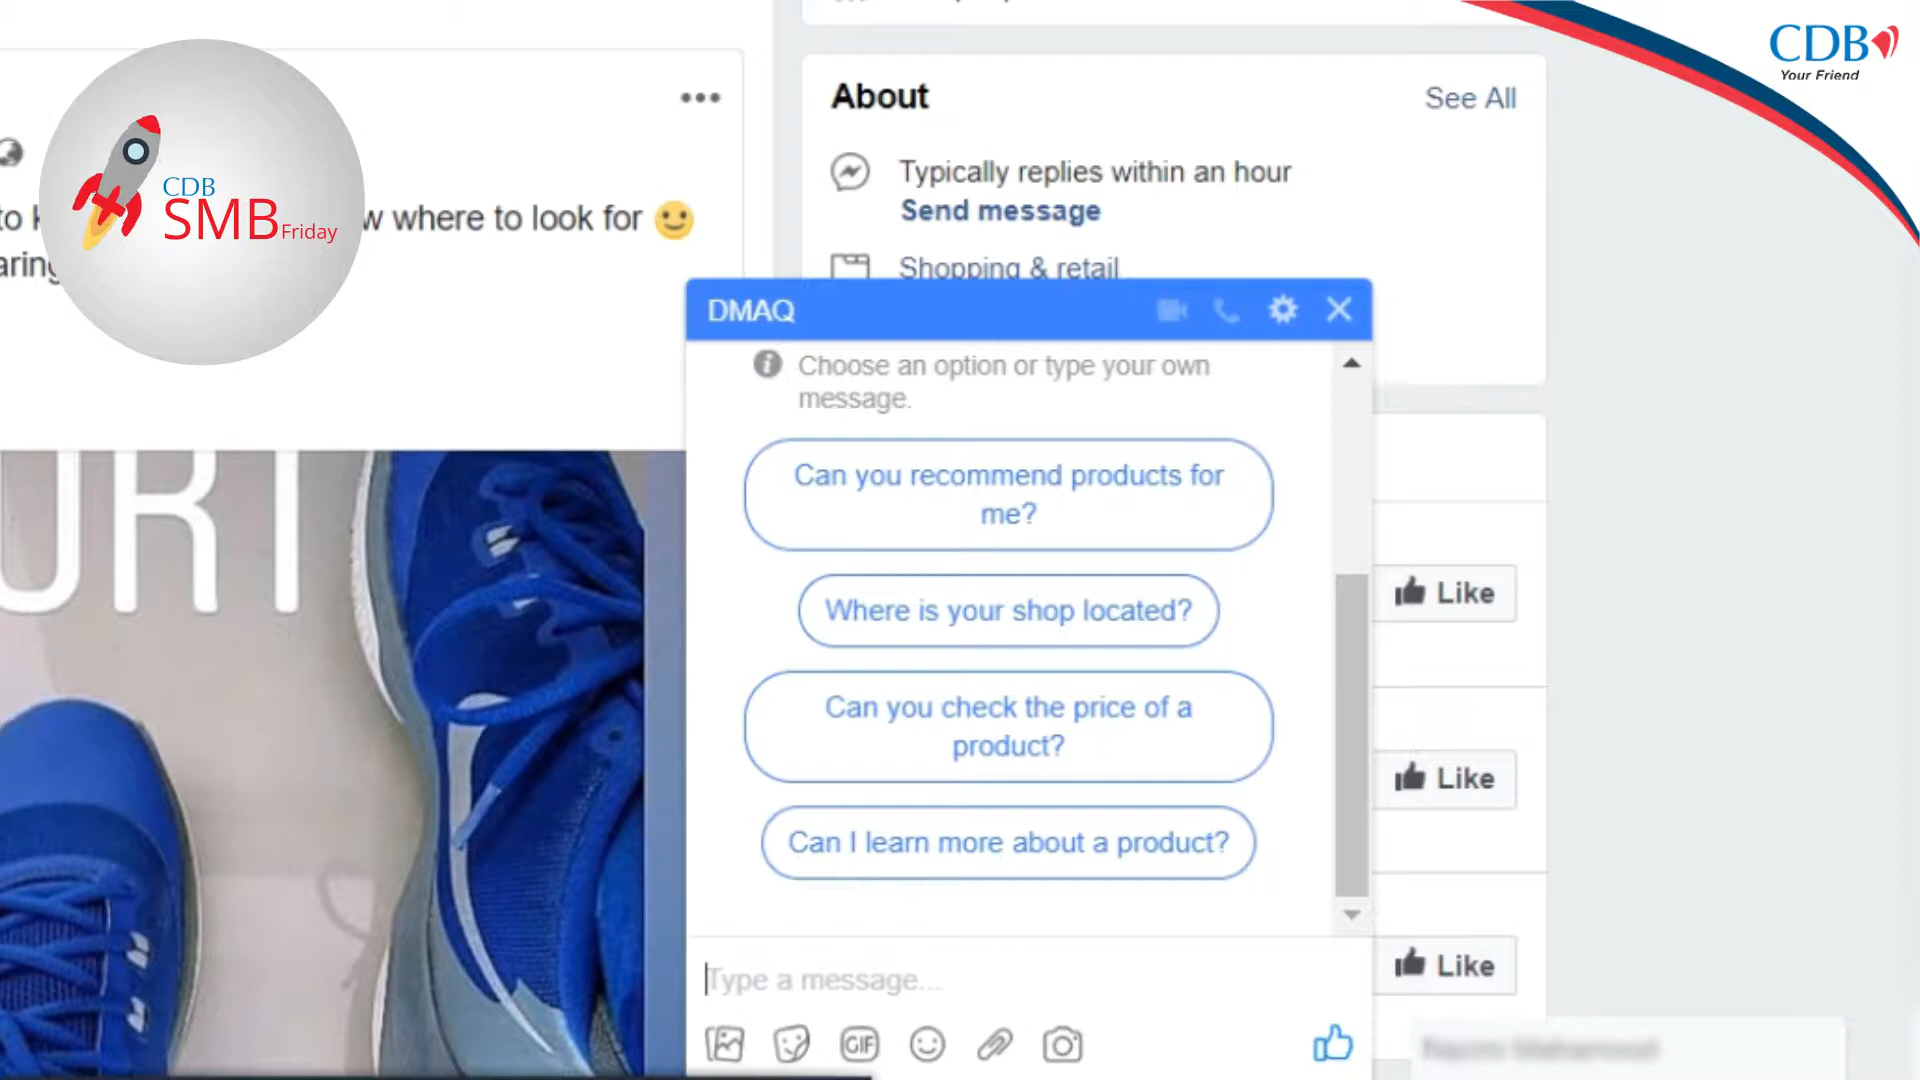 CDB
Your Friend
About
See All
Typically replies within an hour
Send message
Shopping & retail
CDB
SMB Friday
to
w where to look for
DMAQ
Choose an option or type your own
message.
Can you recommend products for
me?
Where is your shop located?
Can you check the price of a
product?
Can I learn more about a product?
Type a message...
GIF
URT
Like
Like
Like